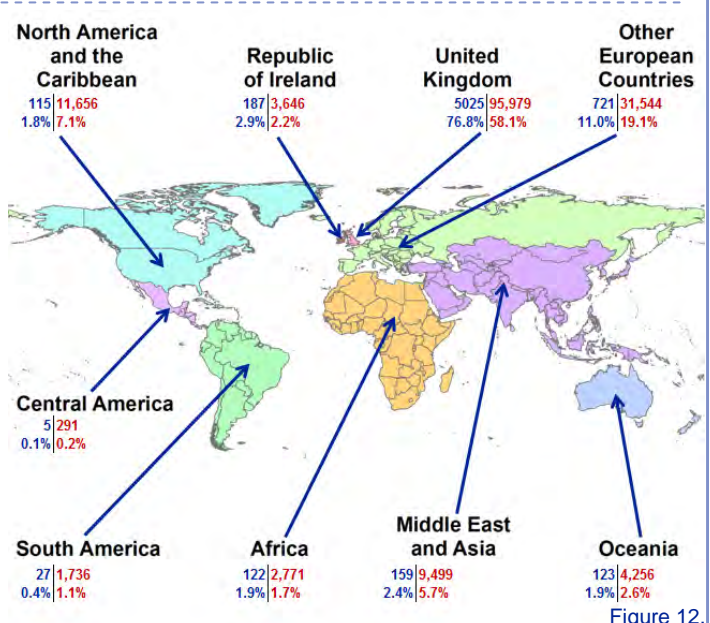 North America
and the
Caribbean
115 11,656
1.8% 7.1%
Republic
of Ireland
187 3,646
2.9% 2.2%
United
Kingdom
5025 95,979
76.8% 58.1%
Other
European
Countries
721 31,544
11.0% 19.1%
Central America
5 291
0.1% 0.2%
South America
27 1,736
0.4% 1.1%
Africa
122 2,771
1.9% 1.7%
Middle East
and Asia
159 9,499
2.4% 5.7%
Oceania
123 4,256
1.9% 2.6%
Figure 12.